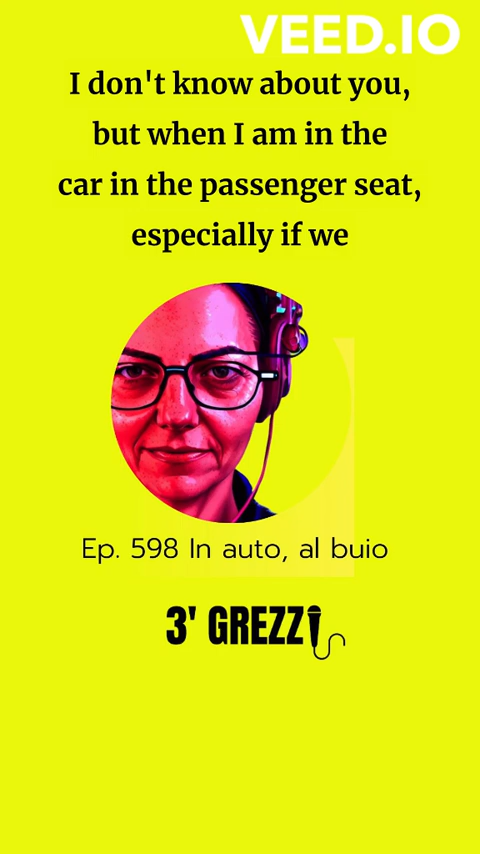 VEED.IO
I don't know about you,
but when I am in the
car in the passenger seat,
especially if we
Ep. 598 In auto, al buio
3' GREZZI